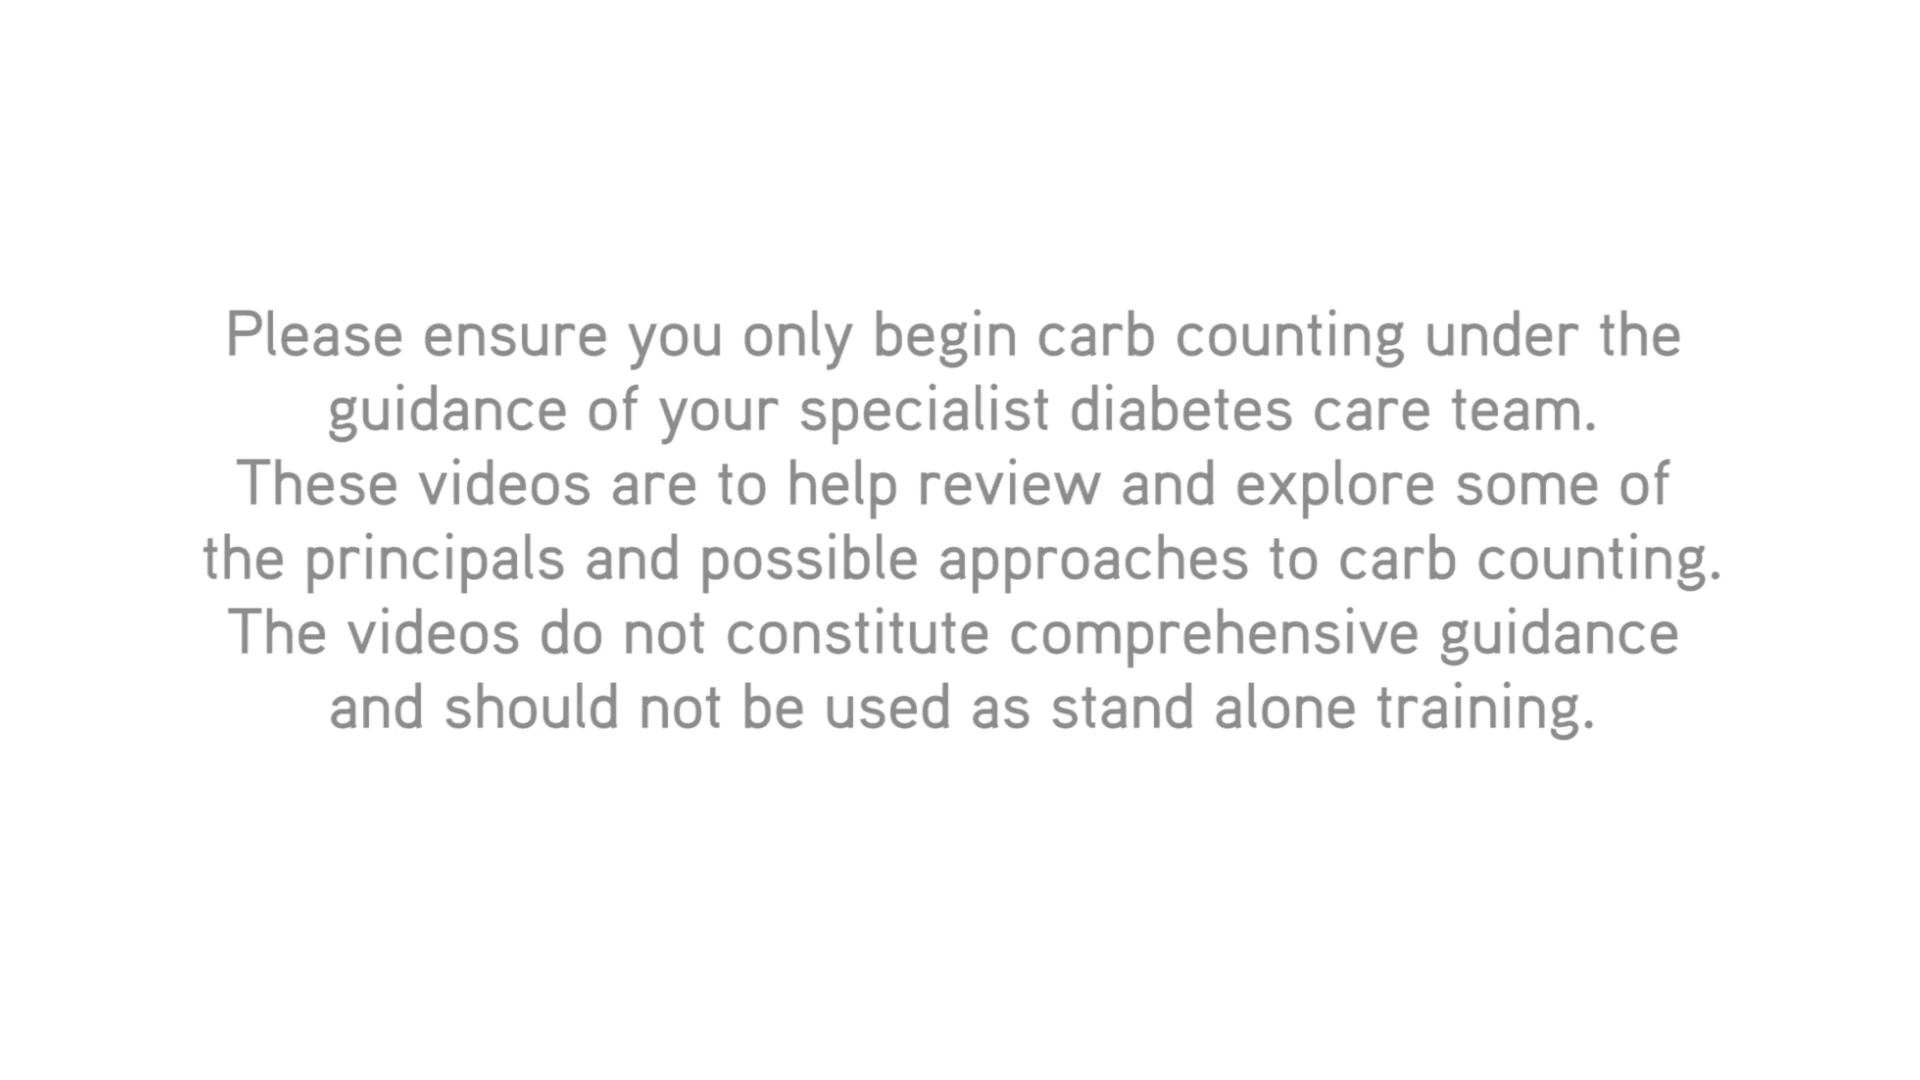 Please ensure you only begin carb counting under the
guidance of your specialist diabetes care team.
These videos are to help review and explore some of
the principals and possible approaches to carb counting.
The videos do not constitute comprehensive guidance
and should not be used as stand alone training.